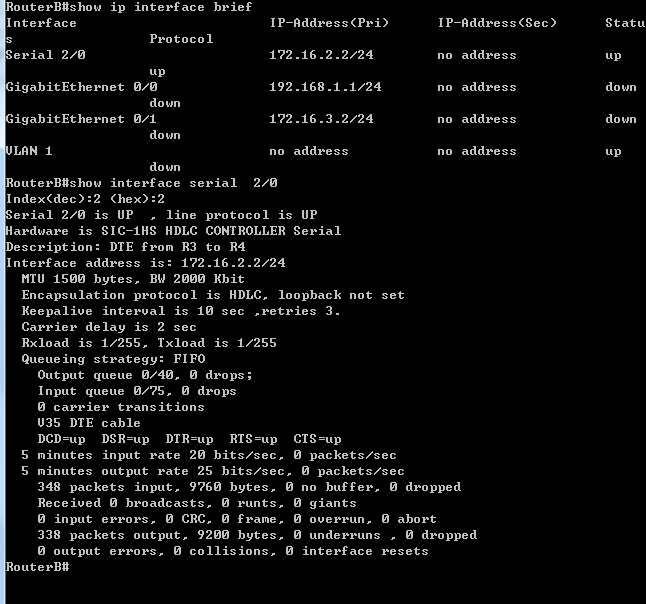 RouterB#show ip interface brief
Interface IP-Address(Pri) IP-Address(Sec) Statu
s Protocol
Serial 2/0 172.16.2.2/24 no address up
up
GigabitEthernet 0/0 192.168.1.1/24 no address down
down
GigabitEthernet 0/1 172.16.3.2/24 no address down
down
VLAN 1 no address no address up
down
RouterB#show interface serial  2/0
Index(dec):2 (hex):2
Serial 2/0 is UP  , line protocol is UP
Hardware is SIC-1HS HDLC CONTROLLER Serial
Description: DTE from R3 to R4
Interface address is: 172.16.2.2/24
  MTU 1500 bytes, BW 2000 Kbit
  Encapsulation protocol is HDLC, loopback not set
  Keepalive interval is 10 sec ,retries 3.
  Carrier delay is 2 sec
  Rxload is 1/255, Txload is 1/255
  Queueing strategy: FIFO
    Output queue 0/40, 0 drops;
    Input queue 0/75, 0 drops
    0 carrier transitions
    V35 DTE cable
    DCD=up  DSR=up  DTR=up  RTS=up  CTS=up
  5 minutes input rate 20 bits/sec, 0 packets/sec
  5 minutes output rate 25 bits/sec, 0 packets/sec
    348 packets input, 9760 bytes, 0 no buffer, 0 dropped
    Received 0 broadcasts, 0 runts, 0 giants
    0 input errors, 0 CRC, 0 frame, 0 overrun, 0 abort
    338 packets output, 9200 bytes, 0 underruns , 0 dropped
    0 output errors, 0 collisions, 0 interface resets
RouterB#